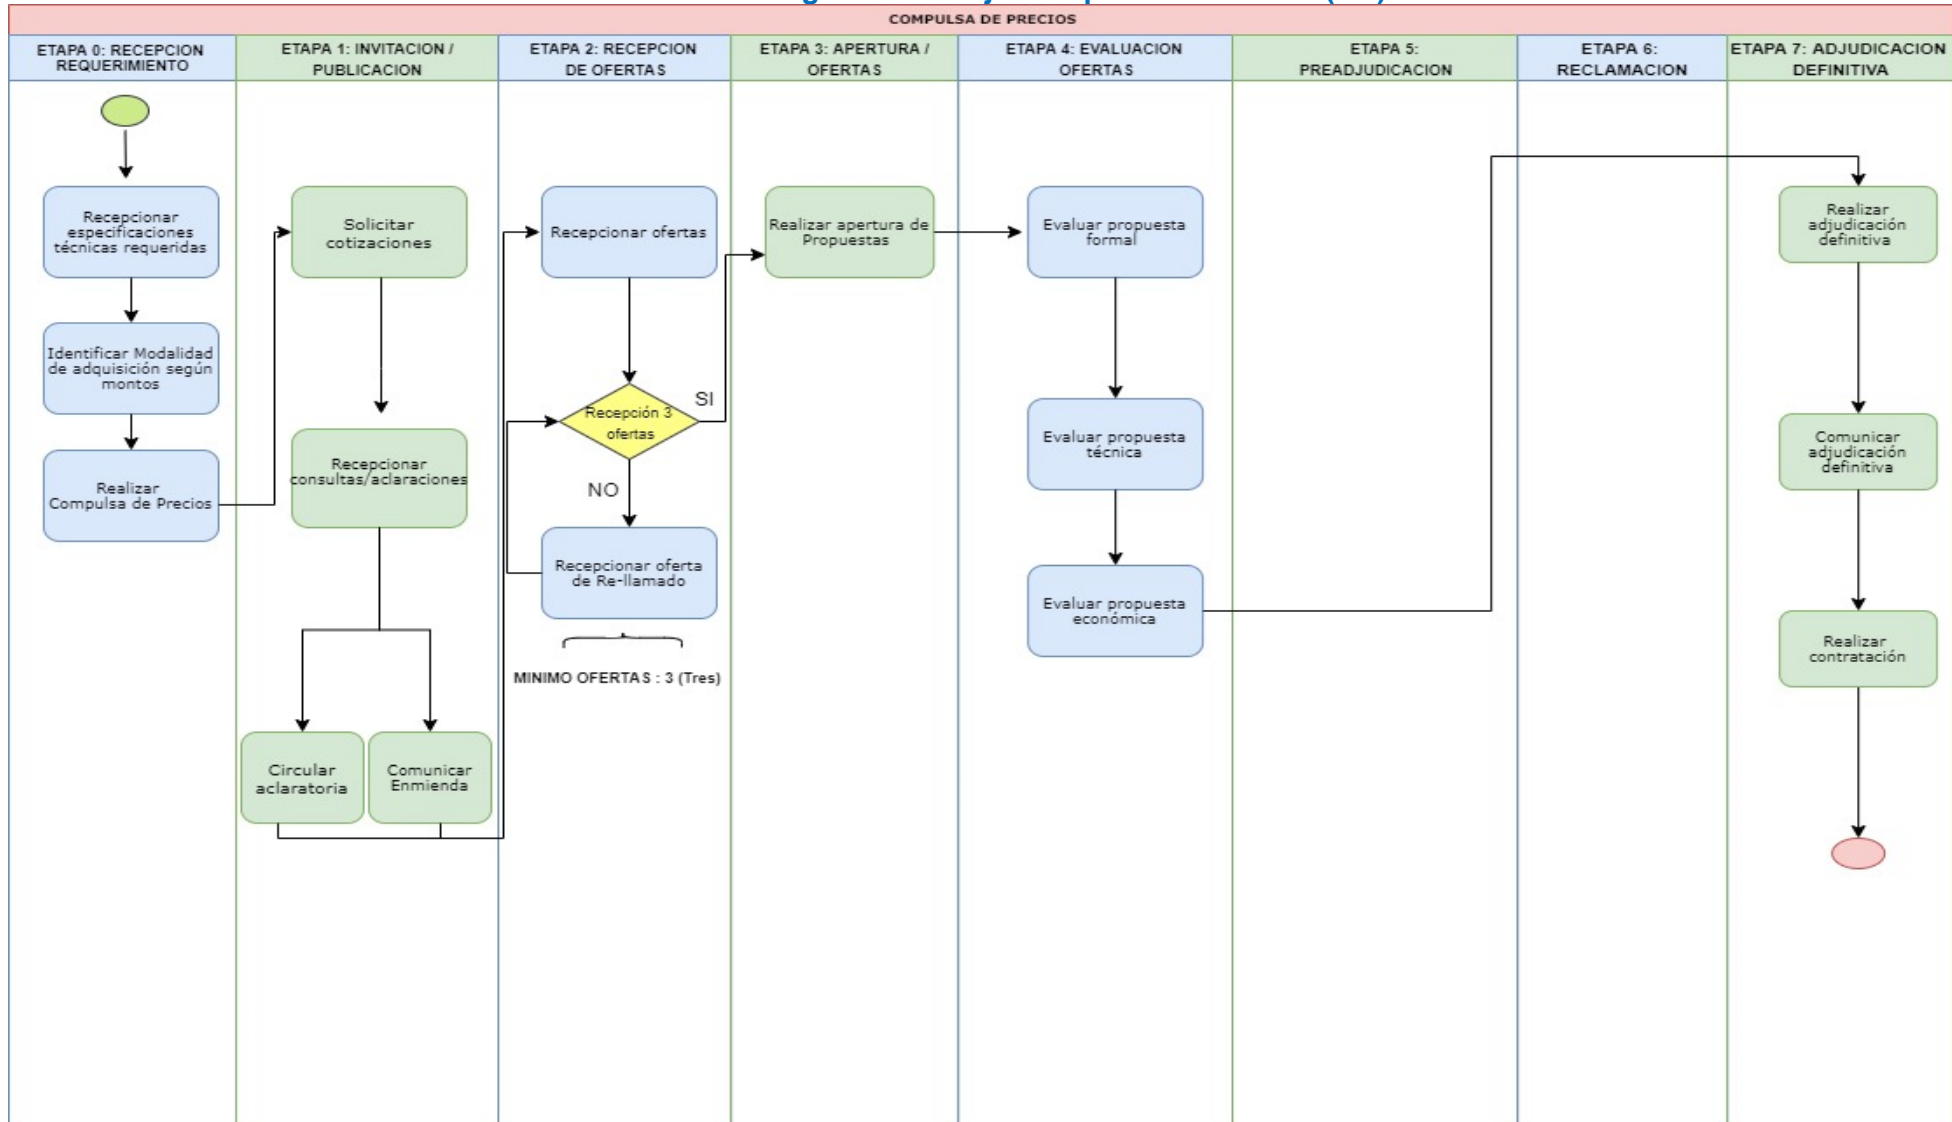 COMPULSA DE PRECIOS
ETAPA 0: RECEPCION
REQUERIMIENTO
ETAPA 1: INVITACION /
PUBLICACION
ETAPA 2: RECEPCION
DE OFERTAS
ETAPA 3: APERTURA /
OFERTAS
ETAPA 4: EVALUACION
OFERTAS
ETAPA 5:
PREADJUDICACION
ETAPA 6:
RECLAMACION
ETAPA 7: ADJUDICACION
DEFINITIVA
Recepcionar
especificaciones
técnicas requeridas
Identificar Modalidad
de adquisición según
montos
Realizar
Compulsa de Precios
Solicitar
cotizaciones
Recepcionar
consultas/aclaraciones
Circular
aclaratoria
Comunicar
Enmienda
Recepcionar ofertas
Recepción 3
ofertas
SI
NO
Recepcionar oferta
de Re-llamado
MINIMO OFERTAS : 3 (Tres)
Realizar apertura de
Propuestas
Evaluar propuesta
formal
Evaluar propuesta
técnica
Evaluar propuesta
económica
Realizar
adjudicación
definitiva
Comunicar
adjudicación
definitiva
Realizar
contratación